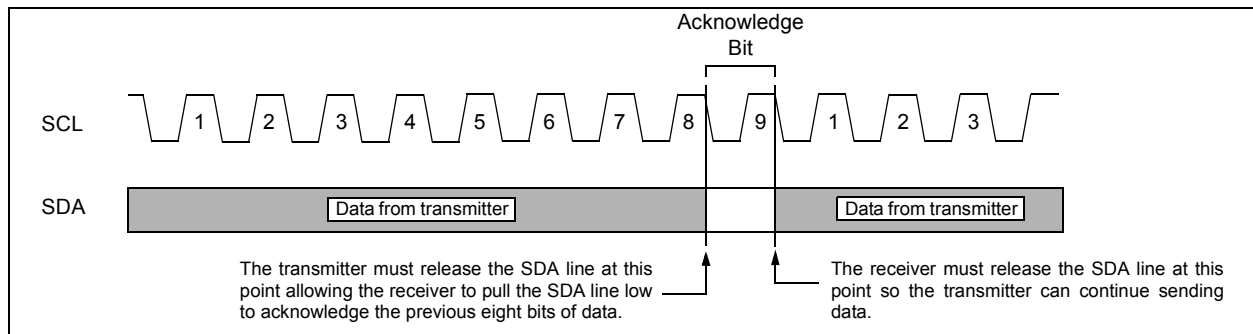 Acknowledge
Bit
SCL
1 2 3 4 5 6 7 8 9 1 2 3
SDA
Data from transmitter
Data from transmitter
The transmitter must release the SDA line at this
point allowing the receiver to pull the SDA line low
to acknowledge the previous eight bits of data.
The receiver must release the SDA line at this
point so the transmitter can continue sending
data.